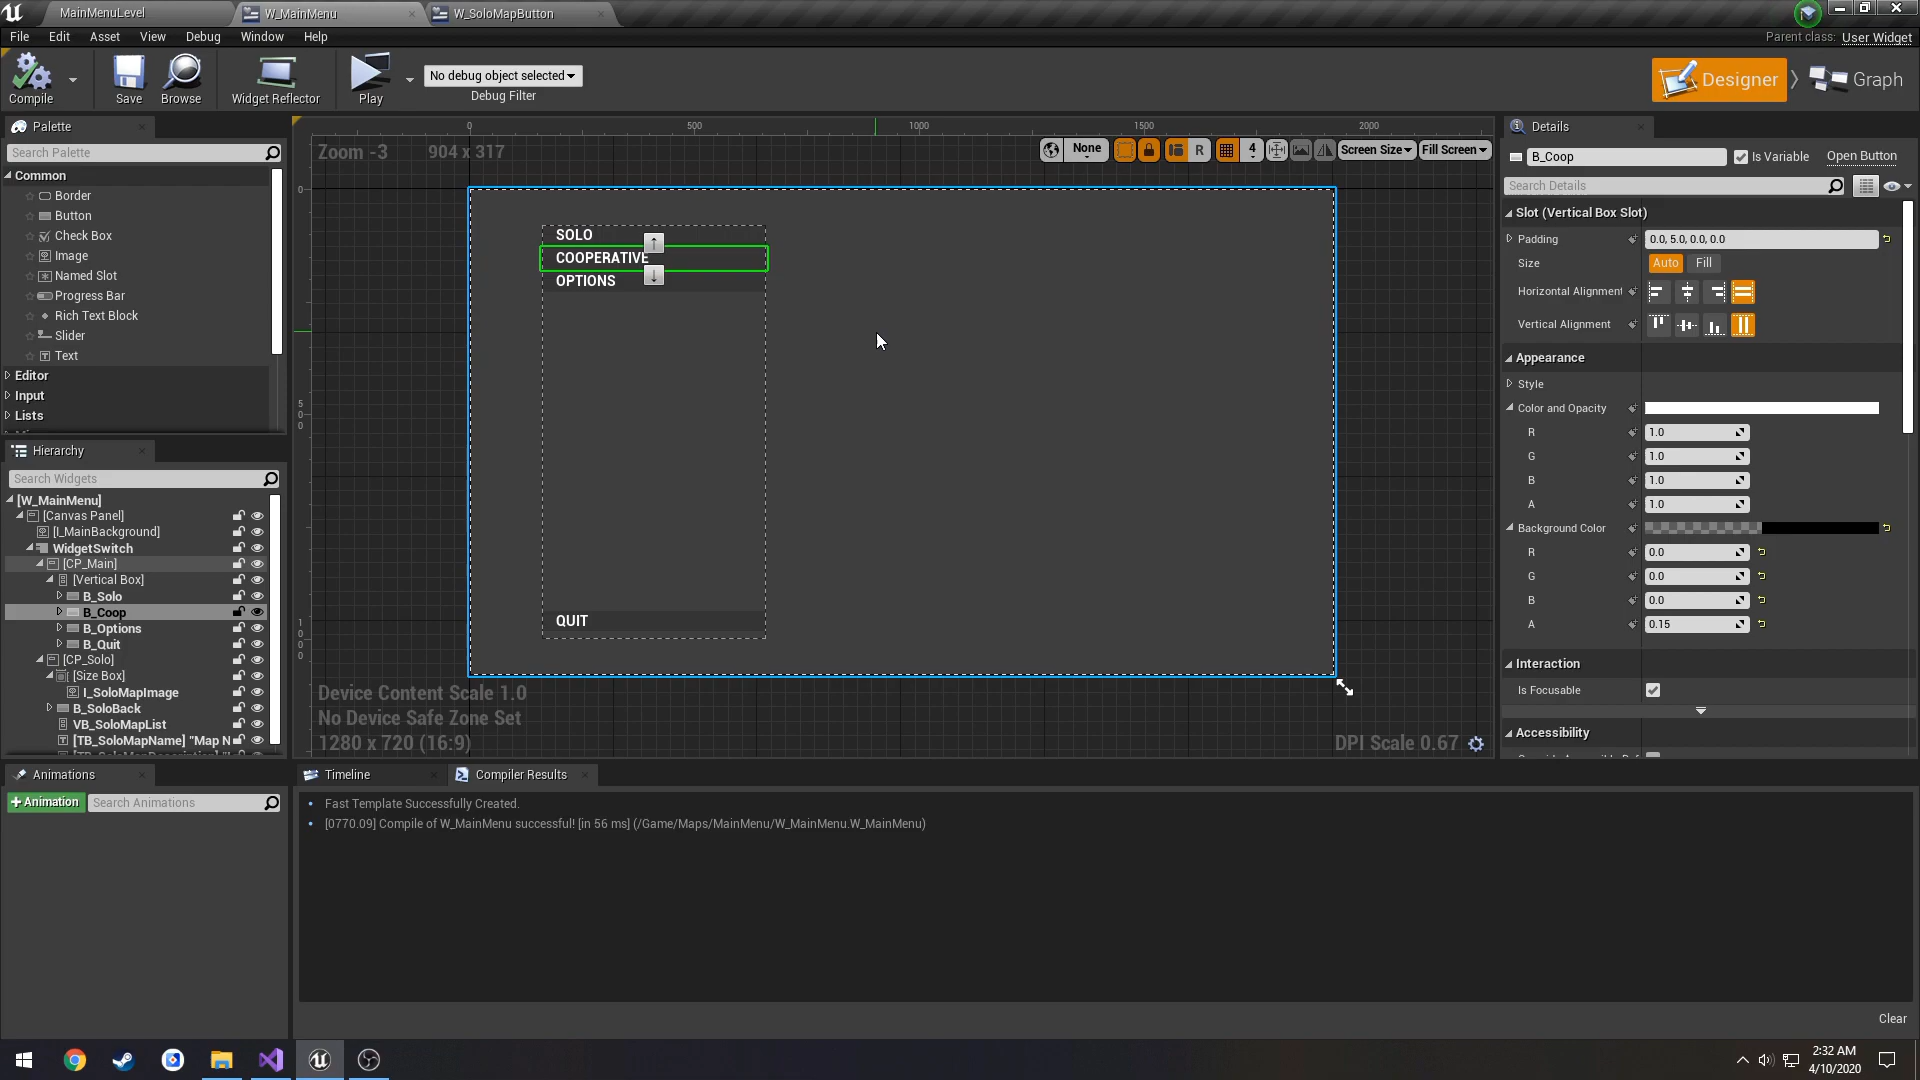 MainMenuLevel
W_MainMenu
W_SoloMapButton
File Edit Asset View Debug Window Help
Parent class: User Widget
Compile
Save
Browse
Widget Reflector
Play
No debug object selected
Debug Filter
Designer
Graph
Palette
Search Palette
Common
Border
Button
Check Box
Image
Named Slot
Progress Bar
Rich Text Block
Slider
Text
Editor
Input
Lists
Hierarchy
Search Widgets
[W_MainMenu]
[Canvas Panel]
[I_MainBackground]
WidgetSwitch
[CP_Main]
[Vertical Box]
B_Solo
B_Coop
B_Options
B_Quit
[CP_Solo]
[Size Box]
I_SoloMapImage
B_SoloBack
VB_SoloMapList
[TB_SoloMapName] "Map N
Animations
+ Animation
Search Animations
0 500 1000 1500 2000
Zoom -3 904 x 317
None
R
4
Screen Size
Fill Screen
0
5
0
0
1
0
0
0
SOLO
COOPERATIVE
OPTIONS
QUIT
Device Content Scale 1.0
No Device Safe Zone Set
1280 x 720 (16:9)
DPI Scale 0.67
Timeline
Compiler Results
Fast Template Successfully Created.
[0770.09] Compile of W_MainMenu successful! [in 56 ms] (/Game/Maps/MainMenu/W_MainMenu.W_MainMenu)
Clear
Details
B_Coop
Is Variable
Open Button
Search Details
Slot (Vertical Box Slot)
Padding
0.0, 5.0, 0.0, 0.0
Size
Auto Fill
Horizontal Alignment
Vertical Alignment
Appearance
Style
Color and Opacity
R 1.0
G 1.0
B 1.0
A 1.0
Background Color
R 0.0
G 0.0
B 0.0
A 0.15
Interaction
Is Focusable
Accessibility
2:32 AM
4/10/2020